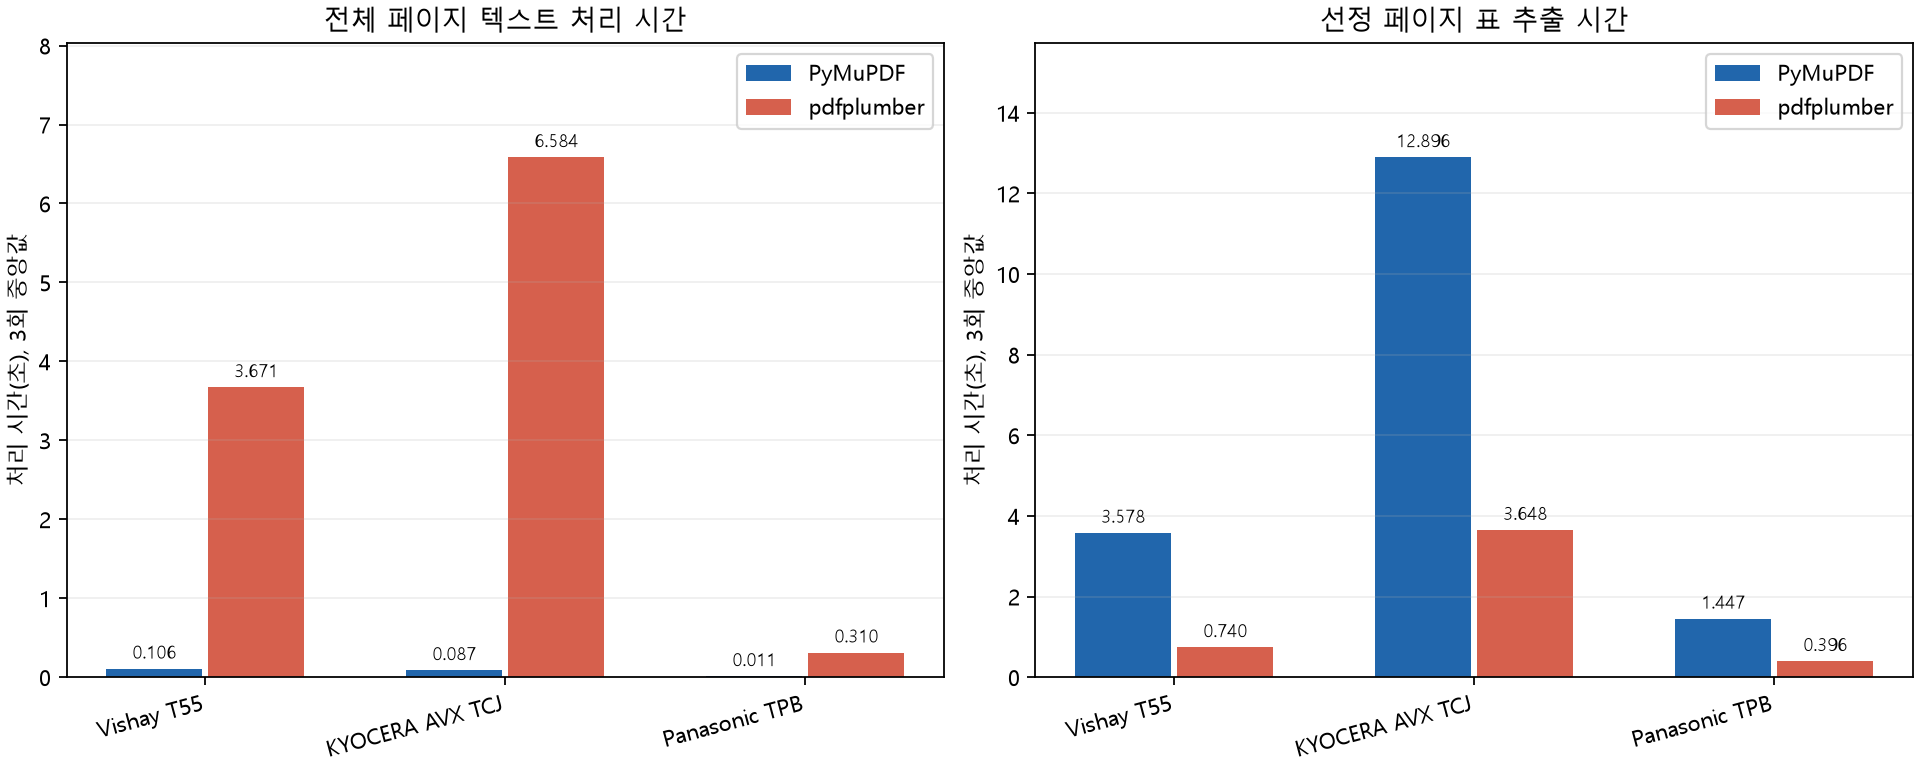 전체 페이지 텍스트 처리 시간
처리 시간(초), 3회 중앙값
8
7
6
5
4
3
2
1
0
PyMuPDF
pdfplumber
0.106
3.671
0.087
6.584
0.011
0.310
Vishay T55
KYOCERA AVX TCJ
Panasonic TPB
선정 페이지 표 추출 시간
처리 시간(초), 3회 중앙값
14
12
10
8
6
4
2
0
PyMuPDF
pdfplumber
3.578
0.740
12.896
3.648
1.447
0.396
Vishay T55
KYOCERA AVX TCJ
Panasonic TPB